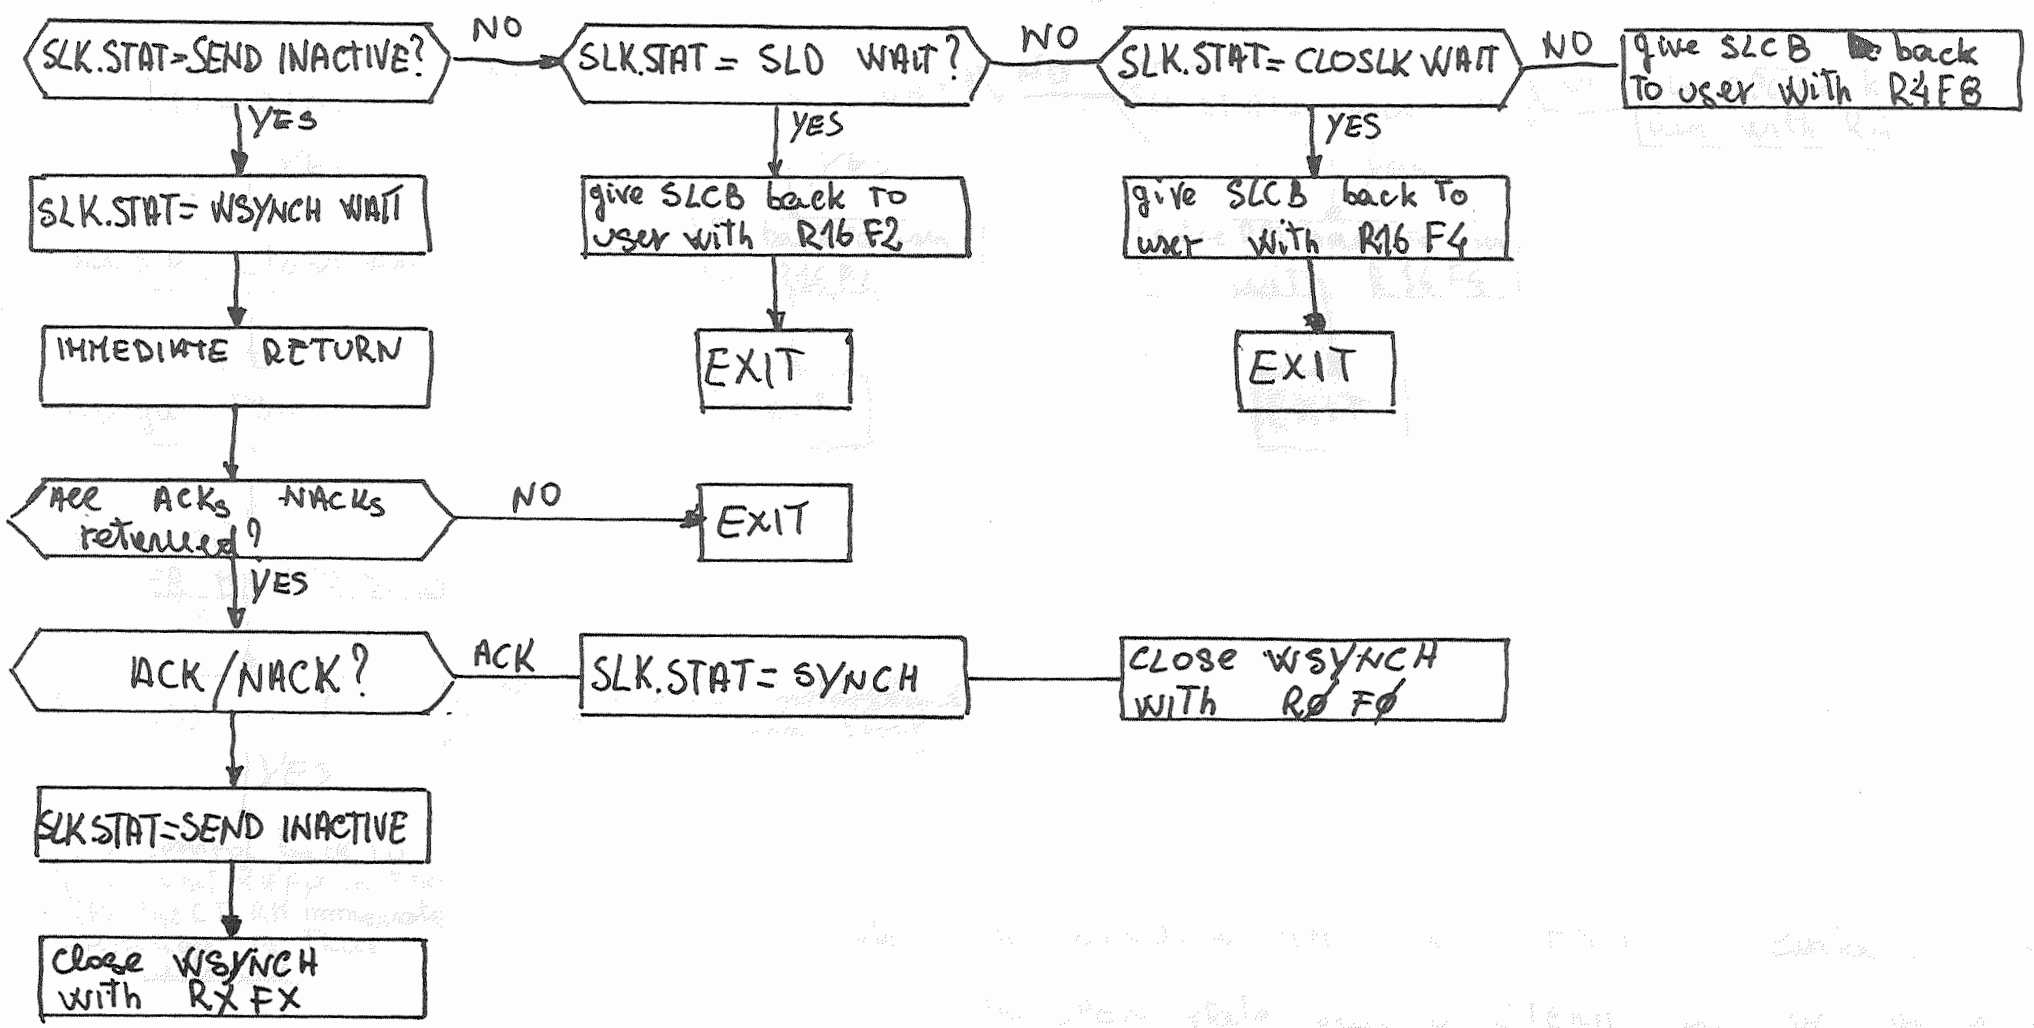 SLK.STAT=SEND INACTIVE?
NO
SLK.STAT = SLD WAIT?
NO
SLK.STAT = CLOSLK WAIT
NO
give SLCB back
To user with R4F8
YES
YES
YES
SLK.STAT= WSYNCH WAIT
give SLCB back To
user with R16 F2
give SLCB back To
user with R16 F4
IMMEDIATE RETURN
EXIT
EXIT
All ACKs NACKs
returned?
NO
EXIT
YES
ACK/NACK?
ACK
SLK.STAT= SYNCH
CLOSE WSYNCH
WITH RØ FØ
SLK.STAT=SEND INACTIVE
Close WSYNCH
with RX FX